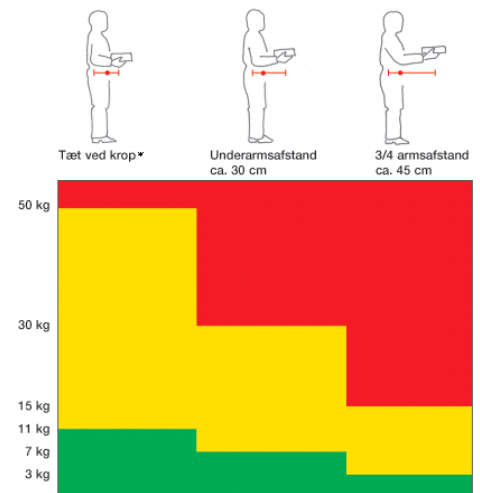 Tæt ved krop*
Underarmsafstand
ca. 30 cm
3/4 armsafstand
ca. 45 cm
50 kg
30 kg
15 kg
11 kg
7 kg
3 kg